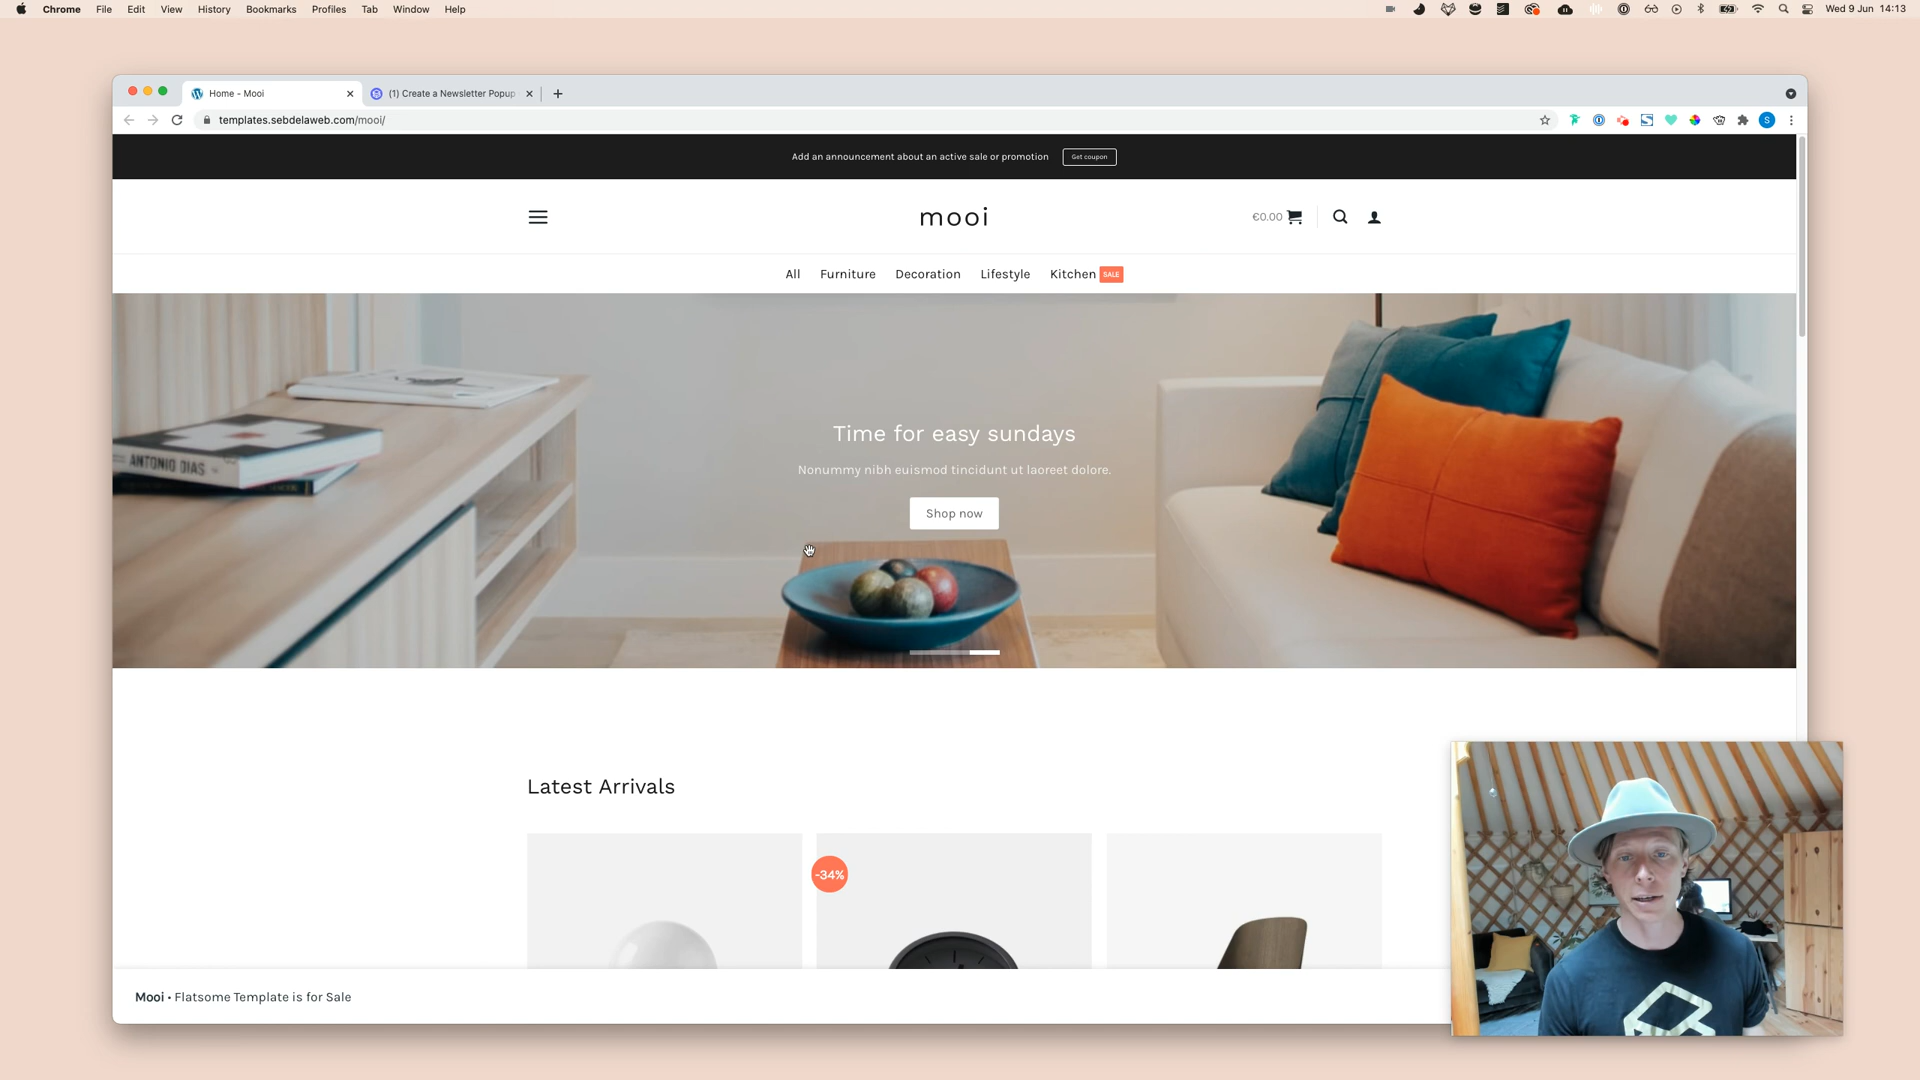 Chrome File Edit View History Bookmarks Profiles Tab Window Help
Wed 9 Jun 14:13
Home - Mooi
(1) Create a Newsletter Popup
templates.sebdelaweb.com/mooi/
S
Add an announcement about an active sale or promotion
Get coupon
mooi
€0.00
All Furniture Decoration Lifestyle Kitchen SALE
ANTONIO DIAS
Time for easy sundays
Nonummy nibh euismod tincidunt ut laoreet dolore.
Shop now
Latest Arrivals
-34%
Mooi • Flatsome Template is for Sale